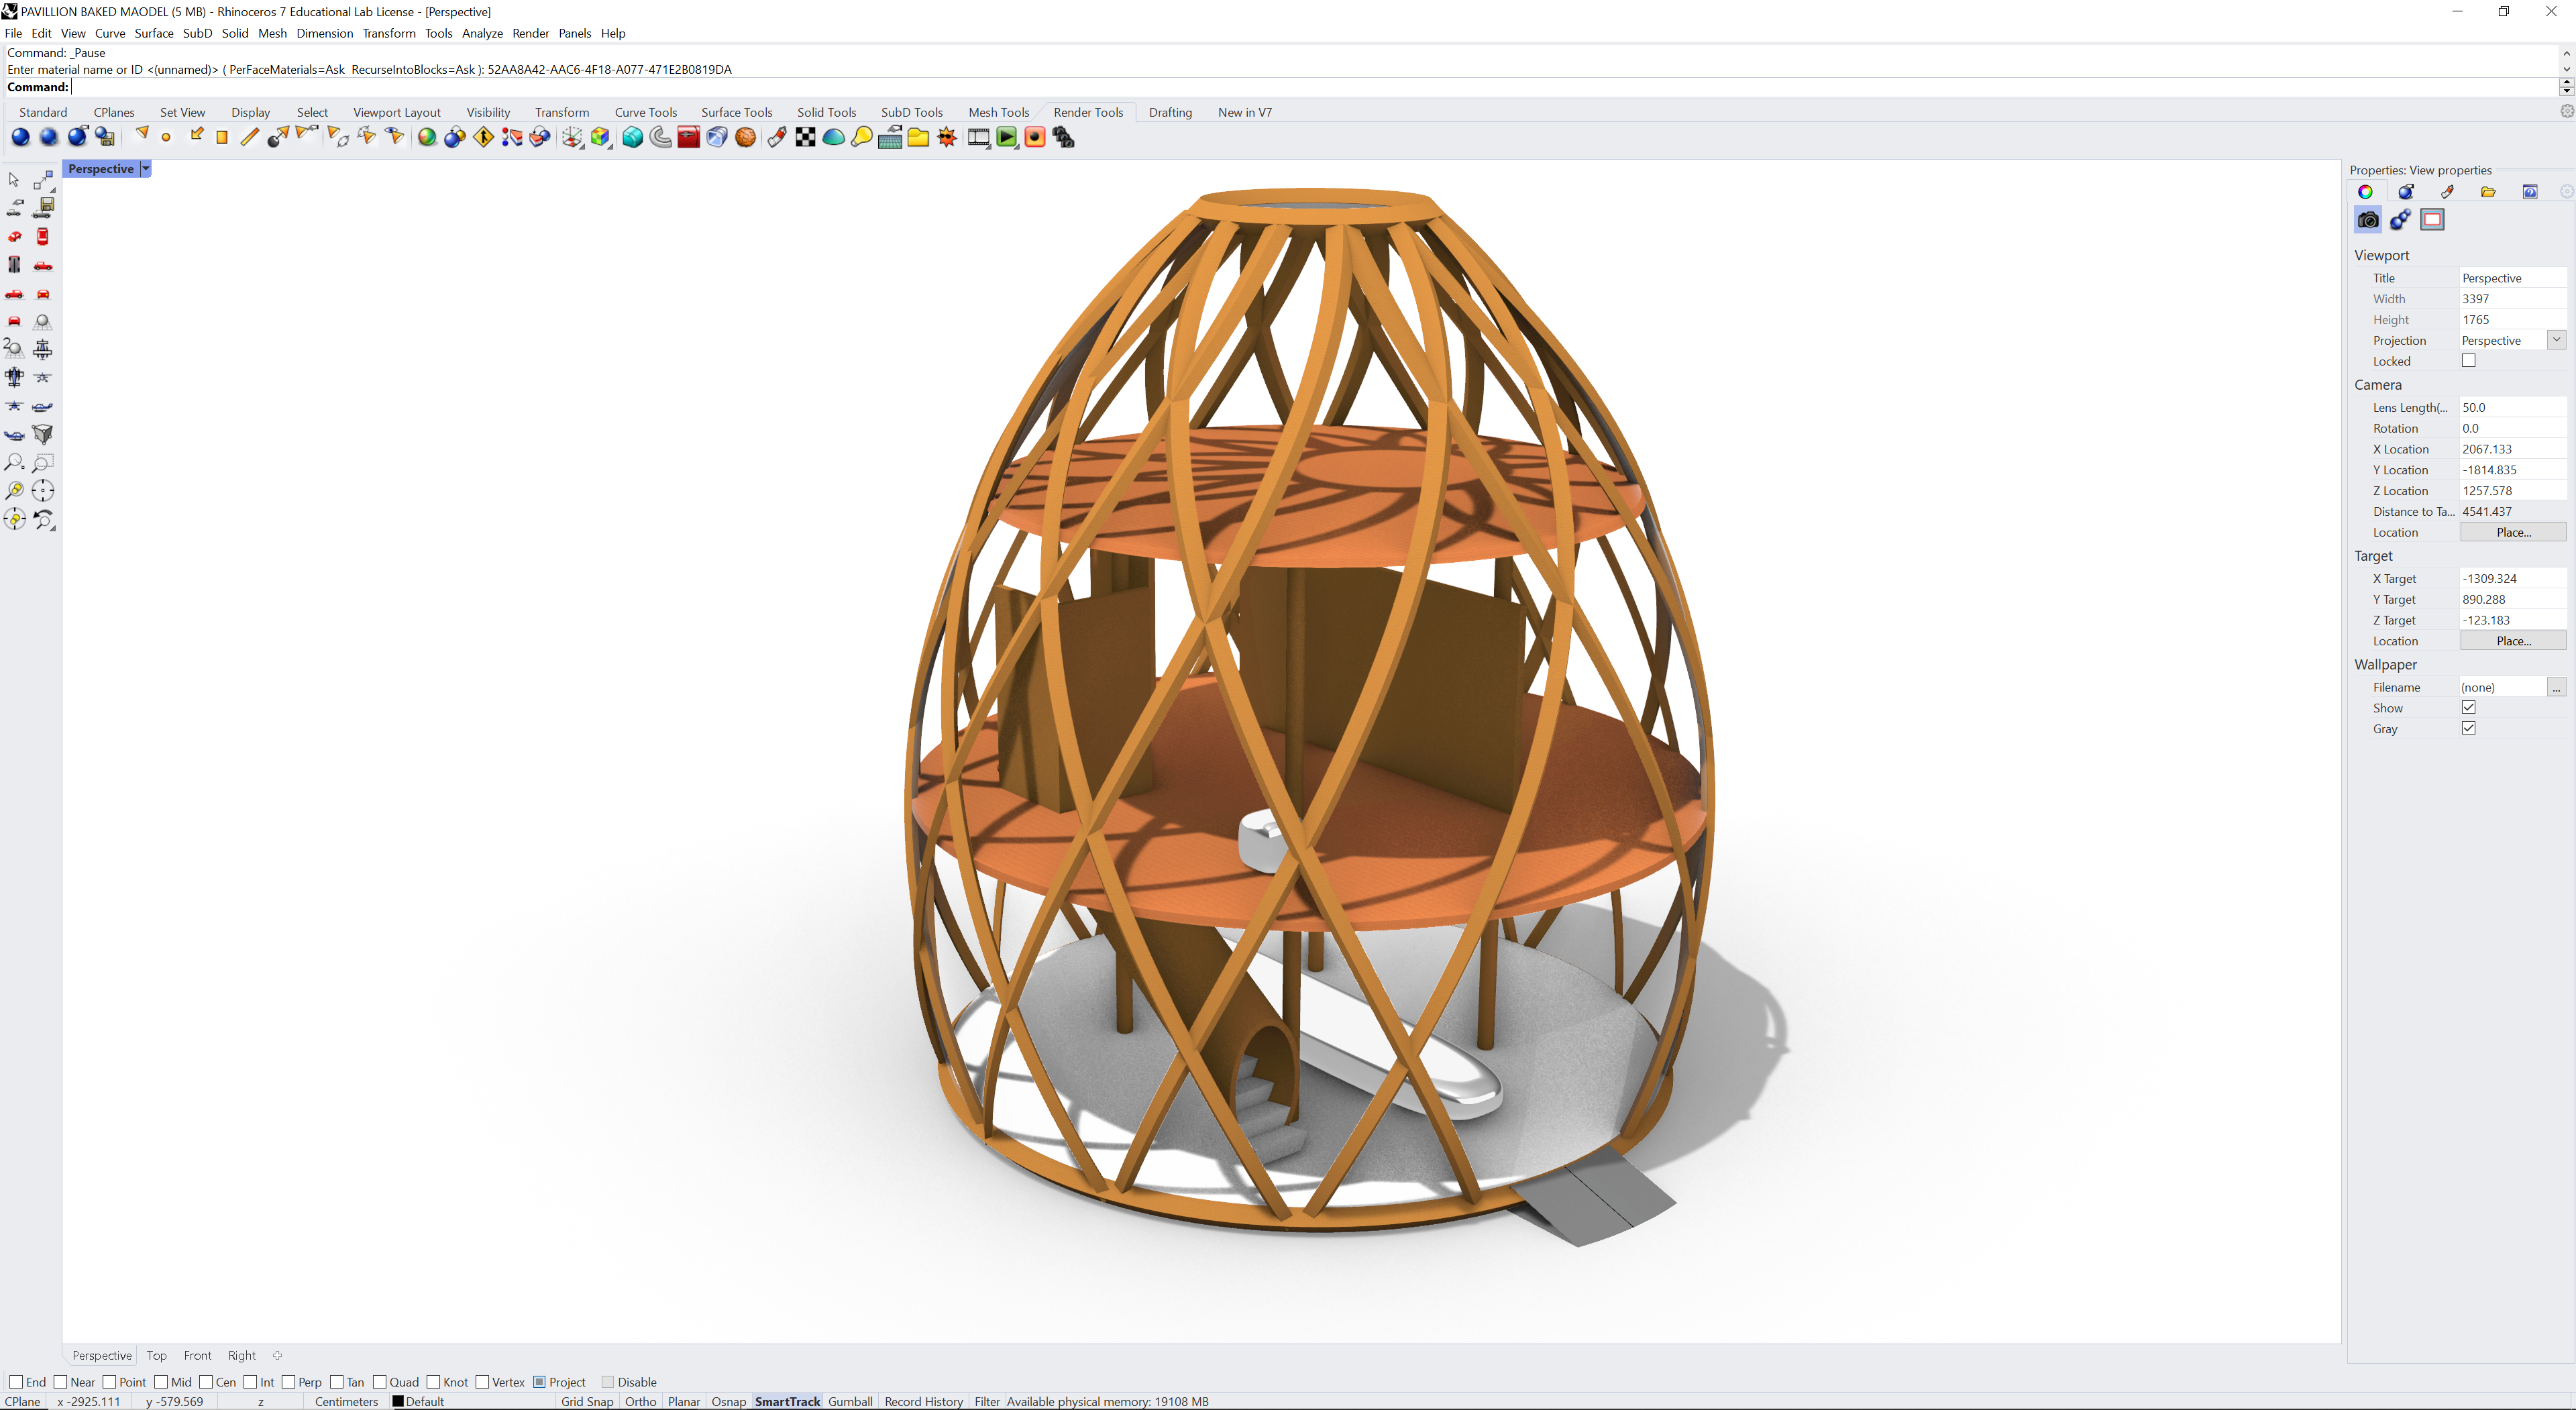 PAVILLION BAKED MAODEL (5 MB) - Rhinoceros 7 Educational Lab License - [Perspective]
File Edit View Curve Surface SubD Solid Mesh Dimension Transform Tools Analyze Render Panels Help
Command: _Pause
Enter material name or ID <(unnamed)> ( PerFaceMaterials=Ask RecurseIntoBlocks=Ask ): 52AA8A42-AAC6-4F18-A077-471E2B0819DA
Command:
Standard CPlanes Set View Display Select Viewport Layout Visibility Transform Curve Tools Surface Tools Solid Tools SubD Tools Mesh Tools Render Tools Drafting New in V7
Perspective
Properties: View properties
Viewport
Title Perspective
Width 3397
Height 1765
Projection Perspective
Locked
Camera
Lens Length(...  50.0
Rotation 0.0
X Location 2067.133
Y Location -1814.835
Z Location 1257.578
Distance to Ta... 4541.437
Location Place...
Target
X Target -1309.324
Y Target 890.288
Z Target -123.183
Location Place...
Wallpaper
Filename (none) ...
Show
Gray
Perspective Top Front Right
End Near Point Mid Cen Int Perp Tan Quad Knot Vertex Project Disable
CPlane x -2925.111 y -579.569 z Centimeters Default Grid Snap Ortho Planar Osnap SmartTrack Gumball Record History Filter Available physical memory: 19108 MB